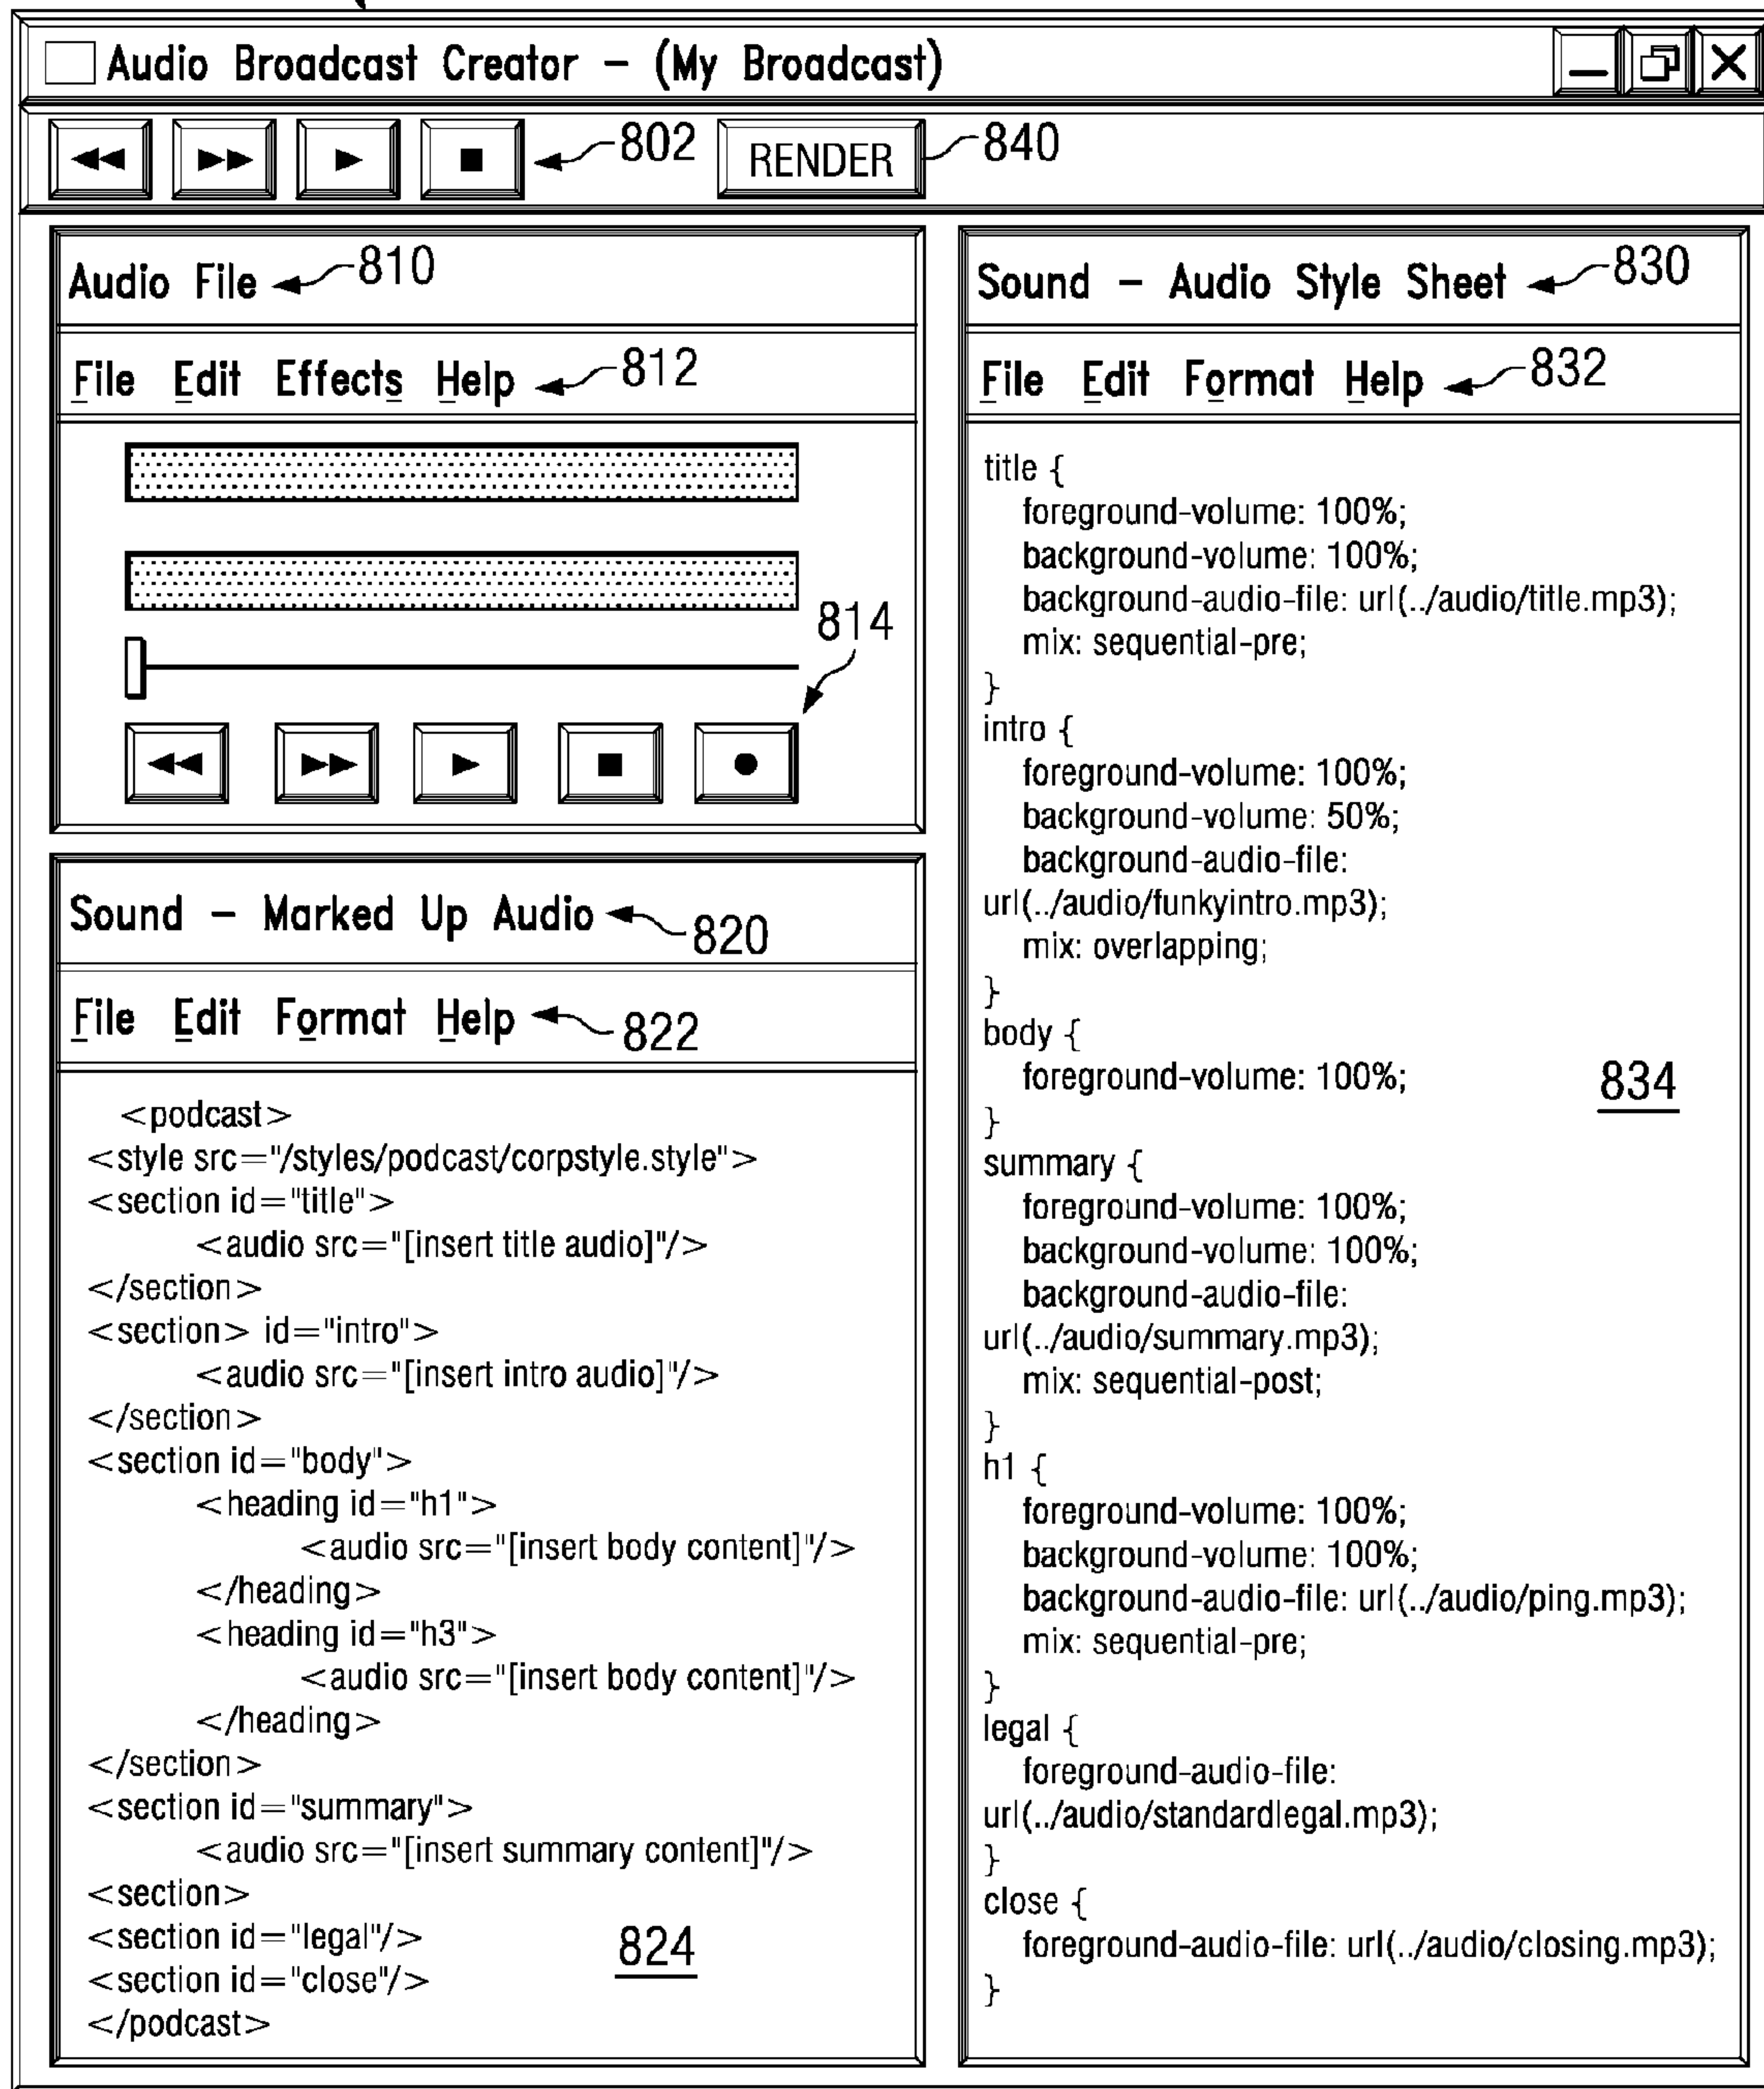 Audio Broadcast Creator – (My Broadcast)
802
RENDER
840
Audio File
810
File Edit Effects Help
812
814
Sound – Marked Up Audio
820
File Edit Format Help
822
<podcast>
<style src="/styles/podcast/corpstyle.style">
<section id="title">
<audio src="[insert title audio]"/>
</section>
<section> id="intro">
<audio src="[insert intro audio]"/>
</section>
<section id="body">
<heading id="h1">
<audio src="[insert body content]"/>
</heading>
<heading id="h3">
<audio src="[insert body content]"/>
</heading>
</section>
<section id="summary">
<audio src="[insert summary content]"/>
<section>
<section id="legal"/>
<section id="close"/>
</podcast>
824
Sound – Audio Style Sheet
830
File Edit Format Help
832
title {
foreground-volume: 100%;
background-volume: 100%;
background-audio-file: url(../audio/title.mp3);
mix: sequential-pre;
}
intro {
foreground-volume: 100%;
background-volume: 50%;
background-audio-file:
url(../audio/funkyintro.mp3);
mix: overlapping;
}
body {
foreground-volume: 100%;
}
834
summary {
foreground-volume: 100%;
background-volume: 100%;
background-audio-file:
url(../audio/summary.mp3);
mix: sequential-post;
}
h1 {
foreground-volume: 100%;
background-volume: 100%;
background-audio-file: url(../audio/ping.mp3);
mix: sequential-pre;
}
legal {
foreground-audio-file:
url(../audio/standardlegal.mp3);
}
close {
foreground-audio-file: url(../audio/closing.mp3);
}